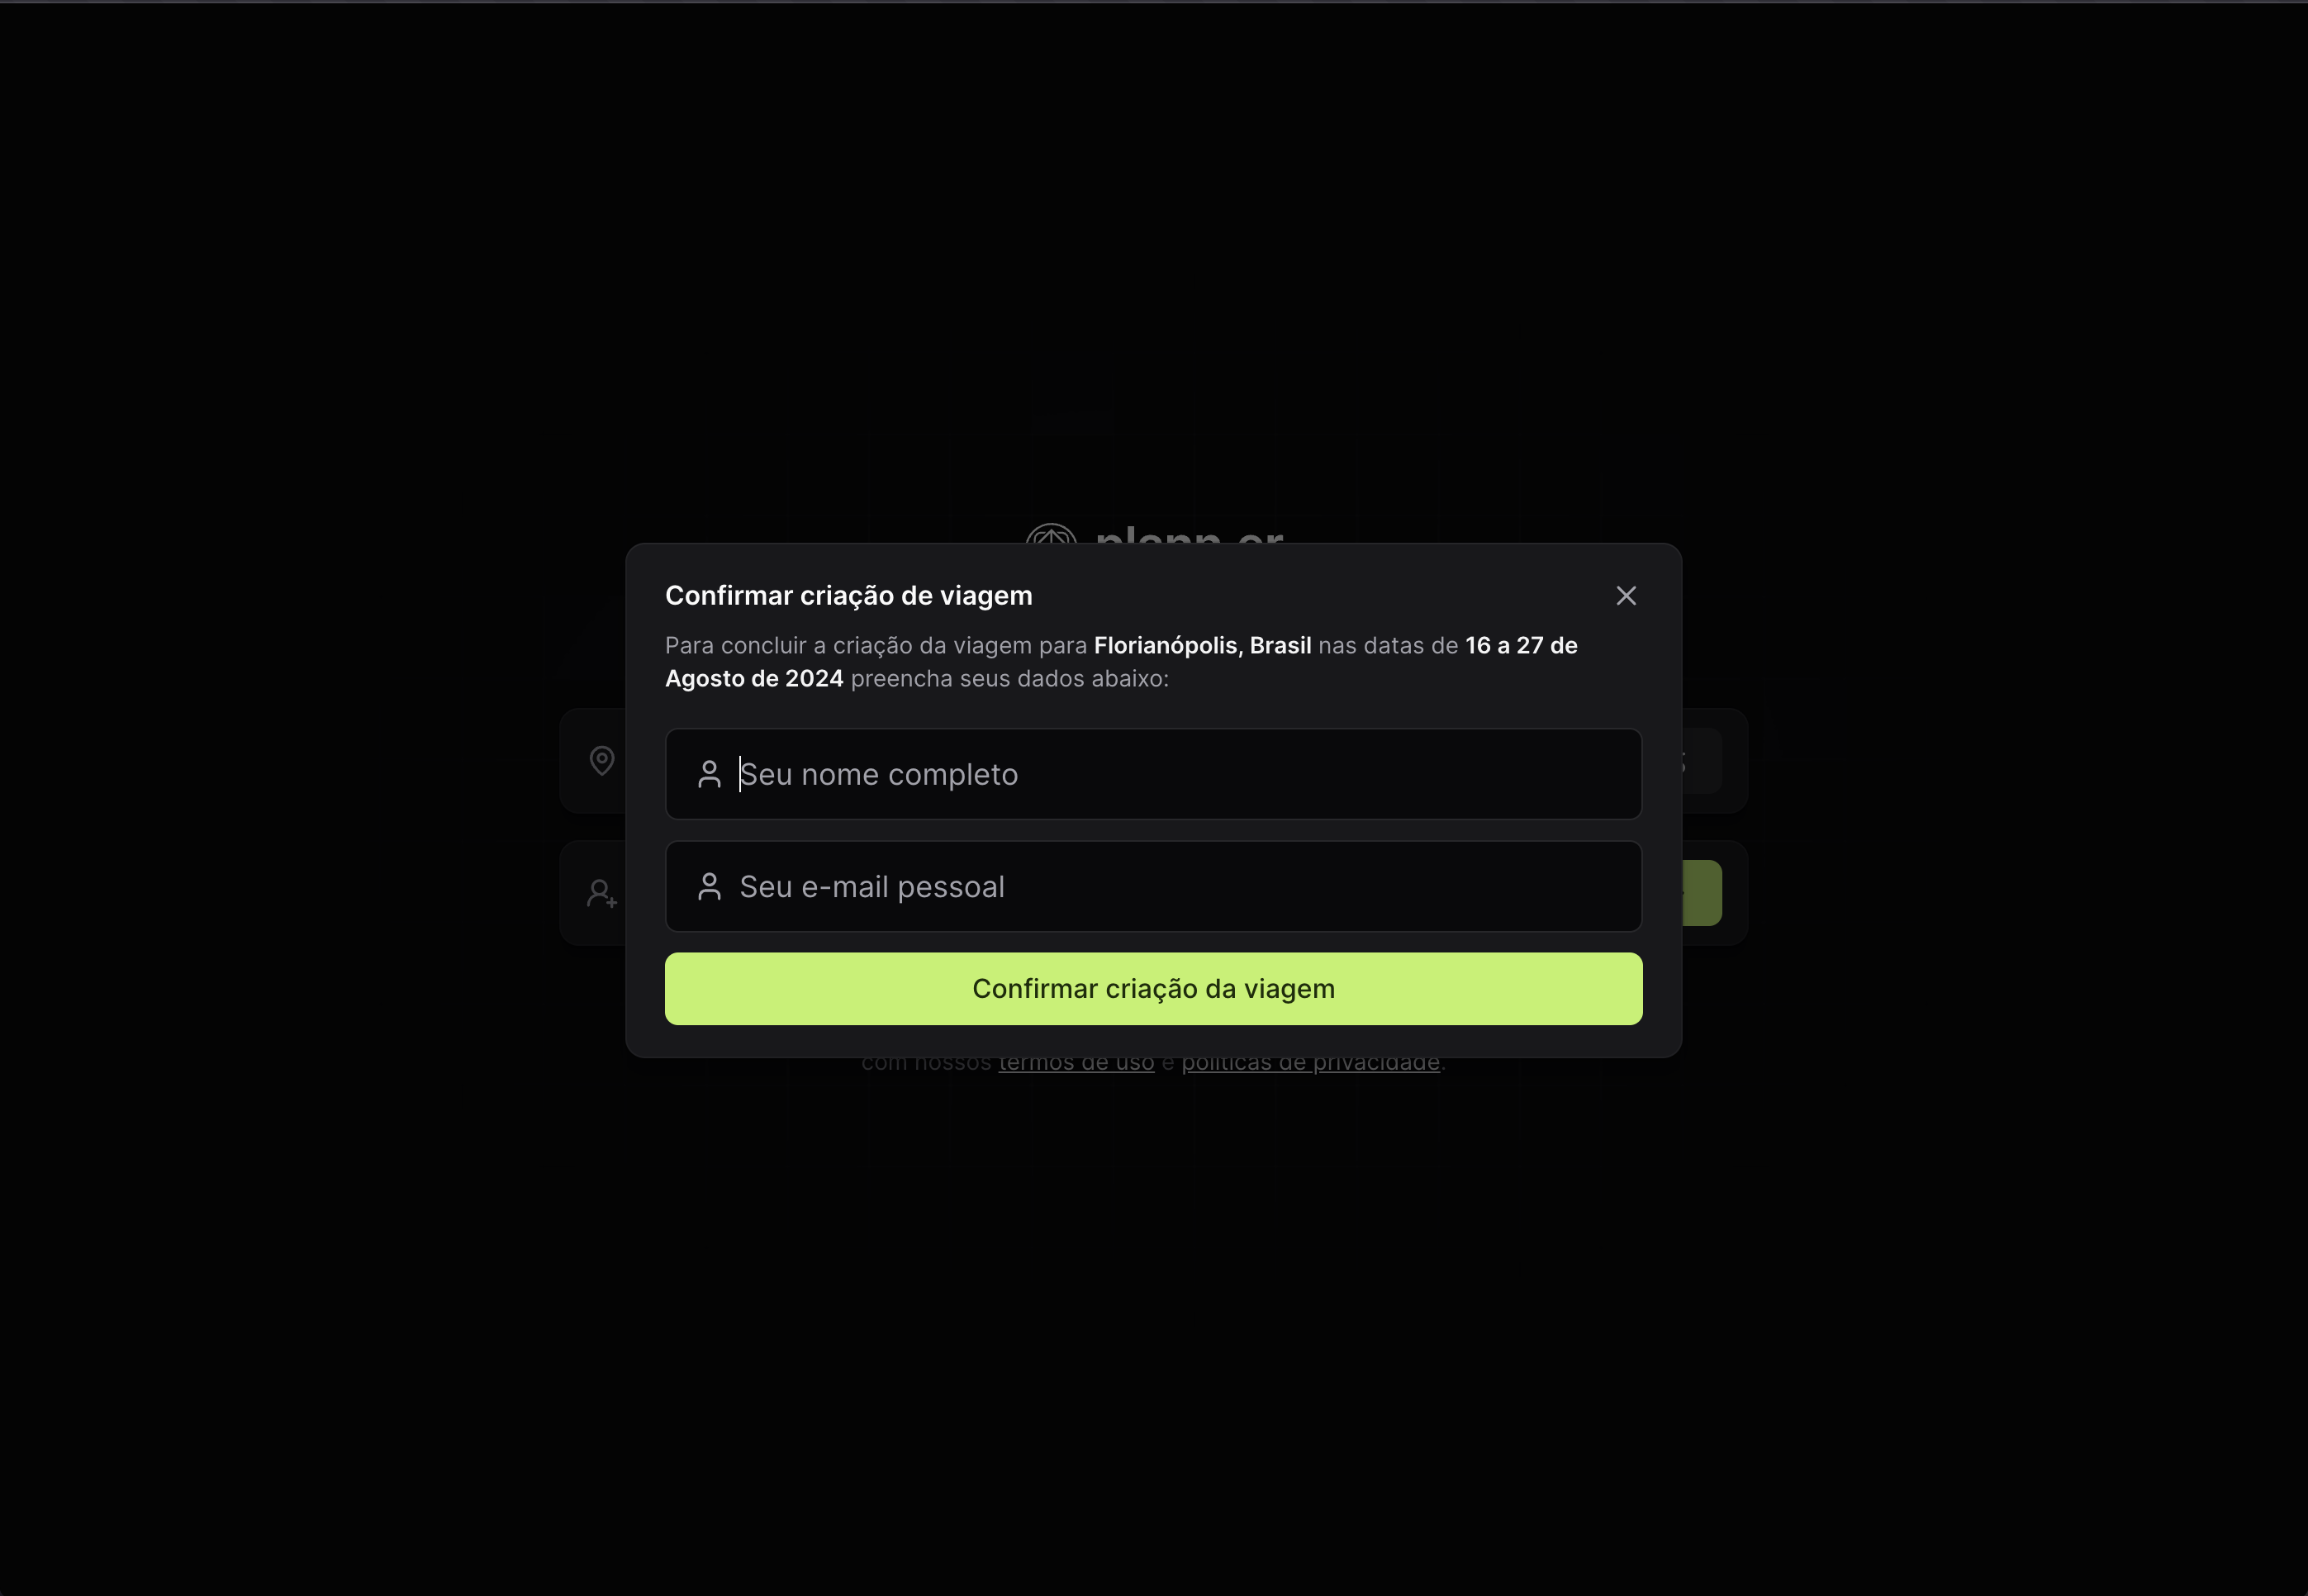 plann.er
Confirmar criação de viagem
Para concluir a criação da viagem para Florianópolis, Brasil nas datas de 16 a 27 de
Agosto de 2024 preencha seus dados abaixo:
Seu nome completo
Seu e-mail pessoal
Confirmar criação da viagem
com nossos termos de uso e políticas de privacidade.